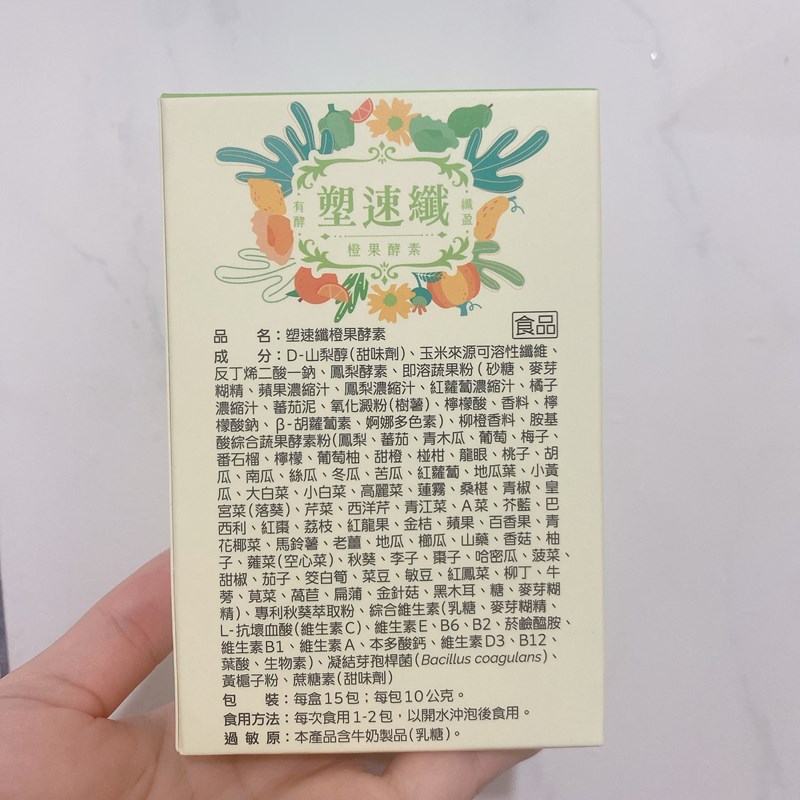 有酵
塑速纖
纖盈
橙果酵素
食品
品　　名：塑速纖橙果酵素
成　　分：D-山梨醇(甜味劑)、玉米來源可溶性纖維、
反丁烯二酸一鈉、鳳梨酵素、即溶蔬果粉(砂糖、麥芽
糊精、蘋果濃縮汁、鳳梨濃縮汁、紅蘿蔔濃縮汁、橘子
濃縮汁、蕃茄泥、氧化澱粉(樹薯)、檸檬酸、香料、檸
檬酸鈉、β-胡蘿蔔素、婀娜多色素)、柳橙香料、胺基
酸綜合蔬果酵素粉(鳳梨、蕃茄、青木瓜、葡萄、梅子、
番石榴、檸檬、葡萄柚、甜橙、椪柑、龍眼、桃子、胡
瓜、南瓜、絲瓜、冬瓜、苦瓜、紅蘿蔔、地瓜葉、小黃
瓜、大白菜、小白菜、高麗菜、蓮霧、桑椹、青椒、皇
宮菜(落葵)、芹菜、西洋芹、青江菜、A菜、芥藍、巴
西利、紅棗、荔枝、紅龍果、金桔、蘋果、百香果、青
花椰菜、馬鈴薯、老薑、地瓜、櫛瓜、山藥、香菇、柚
子、蕹菜(空心菜)、秋葵、李子、棗子、哈密瓜、菠菜、
甜椒、茄子、筊白筍、菜豆、敏豆、紅鳳菜、柳丁、牛
蒡、莧菜、萵苣、扁蒲、金針菇、黑木耳、糖、麥芽糊
精)、專利秋葵萃取粉、綜合維生素(乳糖、麥芽糊精、
L-抗壞血酸(維生素C)、維生素E、B6、B2、菸鹼醯胺、
維生素B1、維生素A、本多酸鈣、維生素D3、B12、
葉酸、生物素)、凝結芽孢桿菌(Bacillus coagulans)、
黃梔子粉、蔗糖素(甜味劑)
包　　裝：每盒15包；每包10公克。
食用方法：每次食用1-2包，以開水沖泡後食用。
過 敏 原：本產品含牛奶製品(乳糖)。